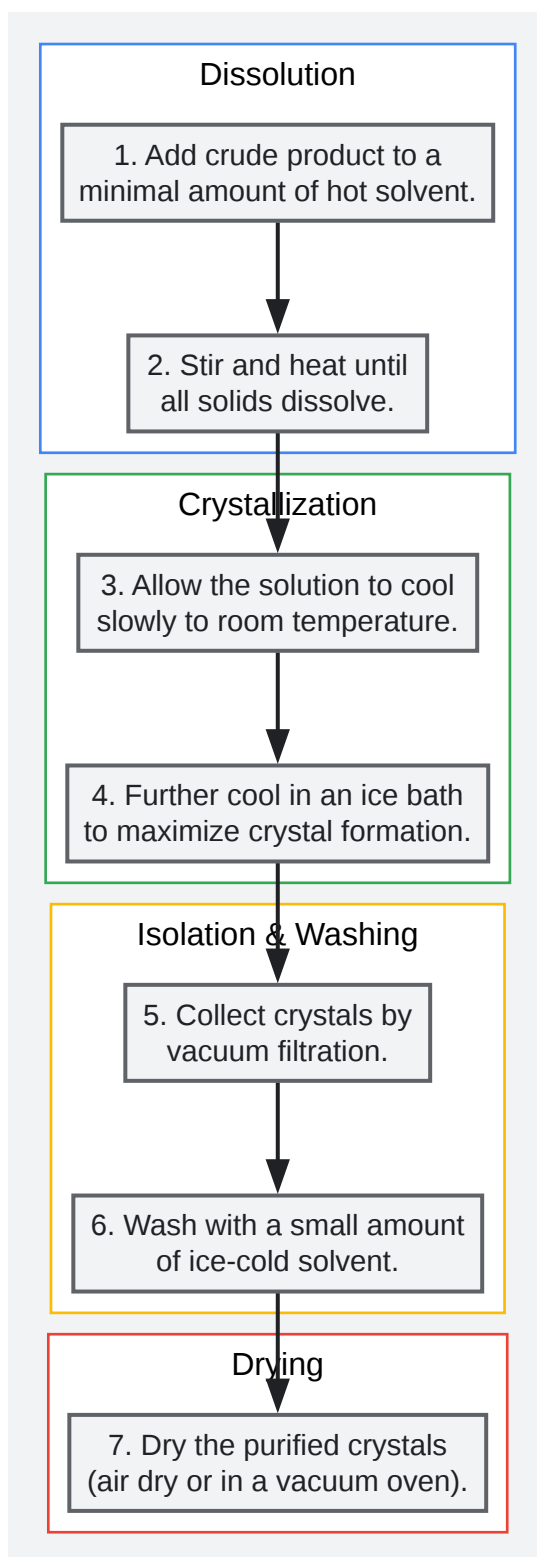 Dissolution
1. Add crude product to a
minimal amount of hot solvent.
2. Stir and heat until
all solids dissolve.
Crystallization
3. Allow the solution to cool
slowly to room temperature.
4. Further cool in an ice bath
to maximize crystal formation.
Isolation & Washing
5. Collect crystals by
vacuum filtration.
6. Wash with a small amount
of ice-cold solvent.
Drying
7. Dry the purified crystals
(air dry or in a vacuum oven).